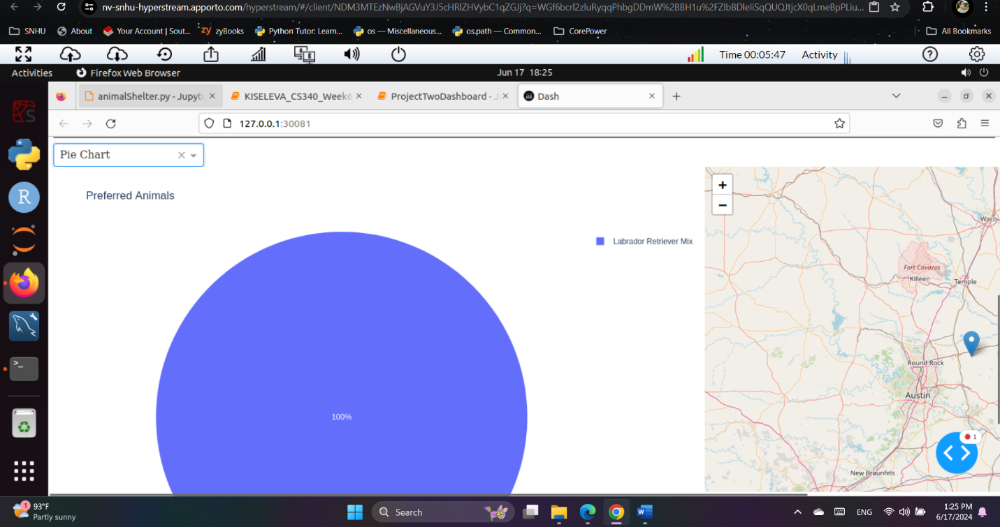 nv-snhu-hyperstream.apporto.com/hyperstream/#/client/NDM3MTEzNwBjAGVuY3J5cHRlZHVybC1qZGJj?q=WGf6bcrl2zluRyqqPhbgDDmW%2BBH1u%2FZlbBDleIiSqQUQJtjcX0qLmeBpPLiu...
SNHU
About
Your Account | Sout...
zy zyBooks
Python Tutor: Learn...
os — Miscellaneous...
os.path — Common...
CorePower
All Bookmarks
Time 00:05:47
Activity
Activities
Firefox Web Browser
Jun 17 18:25
animalShelter.py - Jupyt
KISELEVA_CS340_Week6
ProjectTwoDashboard - J
Dash
127.0.0.1:30081
Pie Chart
Preferred Animals
Labrador Retriever Mix
100%
+
−
Waco
Fort Cavazos
Killeen
Temple
Round Rock
Austin
New Braunfels
1
R
>_
1
93°F
Partly sunny
Search
W
ENG
1:25 PM
6/17/2024